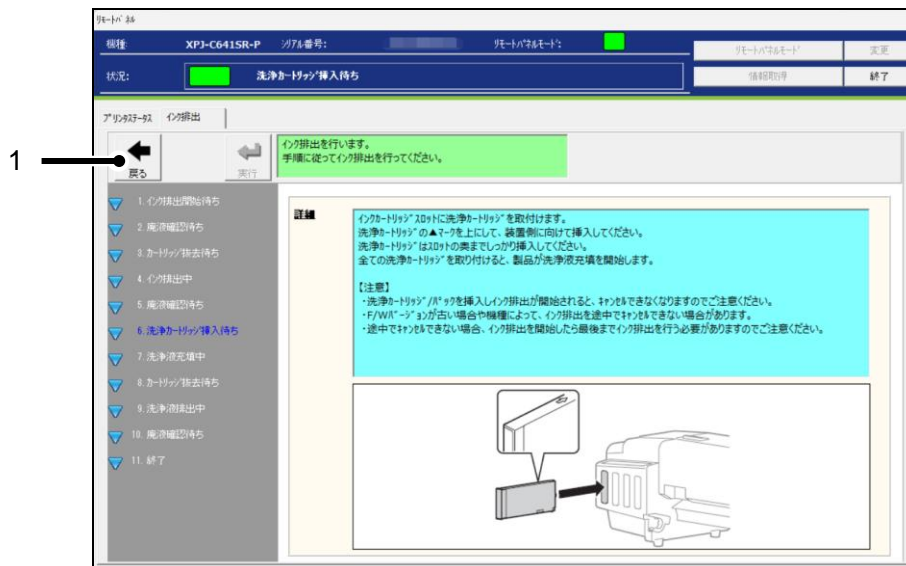 ﾘﾓｰﾄﾊﾟﾈﾙ
機種: XPJ-C641SR-P ｼﾘｱﾙ番号: ﾘﾓｰﾄﾊﾟﾈﾙﾓｰﾄﾞ:
ﾘﾓｰﾄﾊﾟﾈﾙﾓｰﾄﾞ 変更
状況: 洗浄ｶｰﾄﾘｯｼﾞ挿入待ち
情報取得 終了
ﾌﾟﾘﾝﾀｽﾃｰﾀｽ ｲﾝｸ排出
1
戻る 実行
ｲﾝｸ排出を行います。
手順に従ってｲﾝｸ排出を行ってください。
1. ｲﾝｸ排出開始待ち
2. 廃液確認待ち
3. ｶｰﾄﾘｯｼﾞ抜去待ち
4. ｲﾝｸ排出中
5. 廃液確認待ち
6. 洗浄ｶｰﾄﾘｯｼﾞ挿入待ち
7. 洗浄液充填中
8. ｶｰﾄﾘｯｼﾞ抜去待ち
9. 洗浄液排出中
10. 廃液確認待ち
11. 終了
詳細
ｲﾝｸｶｰﾄﾘｯｼﾞｽﾛｯﾄに洗浄ｶｰﾄﾘｯｼﾞを取付けます。
洗浄ｶｰﾄﾘｯｼﾞの▲ﾏｰｸを上にして、装置側に向けて挿入してください。
洗浄ｶｰﾄﾘｯｼﾞはｽﾛｯﾄの奥までしっかり挿入してください。
全ての洗浄ｶｰﾄﾘｯｼﾞを取り付けると、製品が洗浄液充填を開始します。
【注意】
・洗浄ｶｰﾄﾘｯｼﾞ/ﾊﾟｯｸを挿入しｲﾝｸ排出が開始されると、ｷｬﾝｾﾙできなくなりますのでご注意ください。
・F/Wﾊﾞｰｼﾞｮﾝが古い場合や機種によって、ｲﾝｸ排出を途中でｷｬﾝｾﾙできない場合があります。
・途中でｷｬﾝｾﾙできない場合、ｲﾝｸ排出を開始したら最後までｲﾝｸ排出を行う必要がありますのでご注意ください。